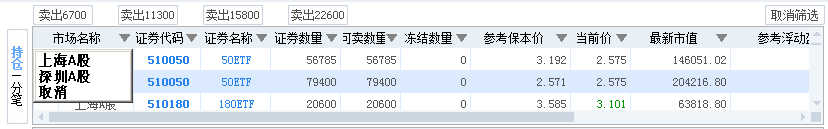 卖出6700 卖出11300 卖出15800 卖出22600 取消筛选
市场名称 证券代码 证券名称 证券数量 可卖数量 冻结数量 参考保本价 当前价 最新市值 参考浮动盈
持仓 分笔
上海A股
深圳A股
取消
510050 50ETF 56785 56785 0 3.192 2.575 146051.02
510050 50ETF 79400 79400 0 2.571 2.575 204216.80
上海A股 510180 180ETF 20600 20600 0 3.585 3.101 63818.80